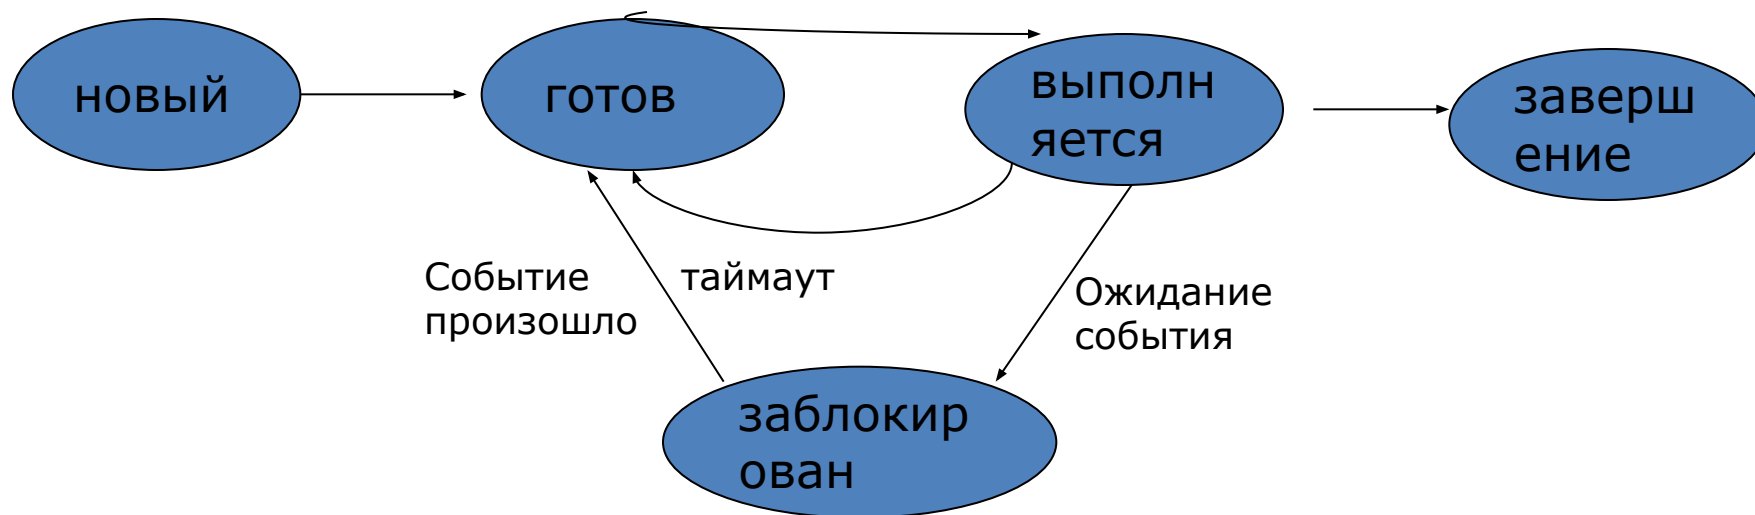 новый
готов
выполн
яется
заверш
ение
Событие
произошло
таймаут
Ожидание
события
заблокир
ован